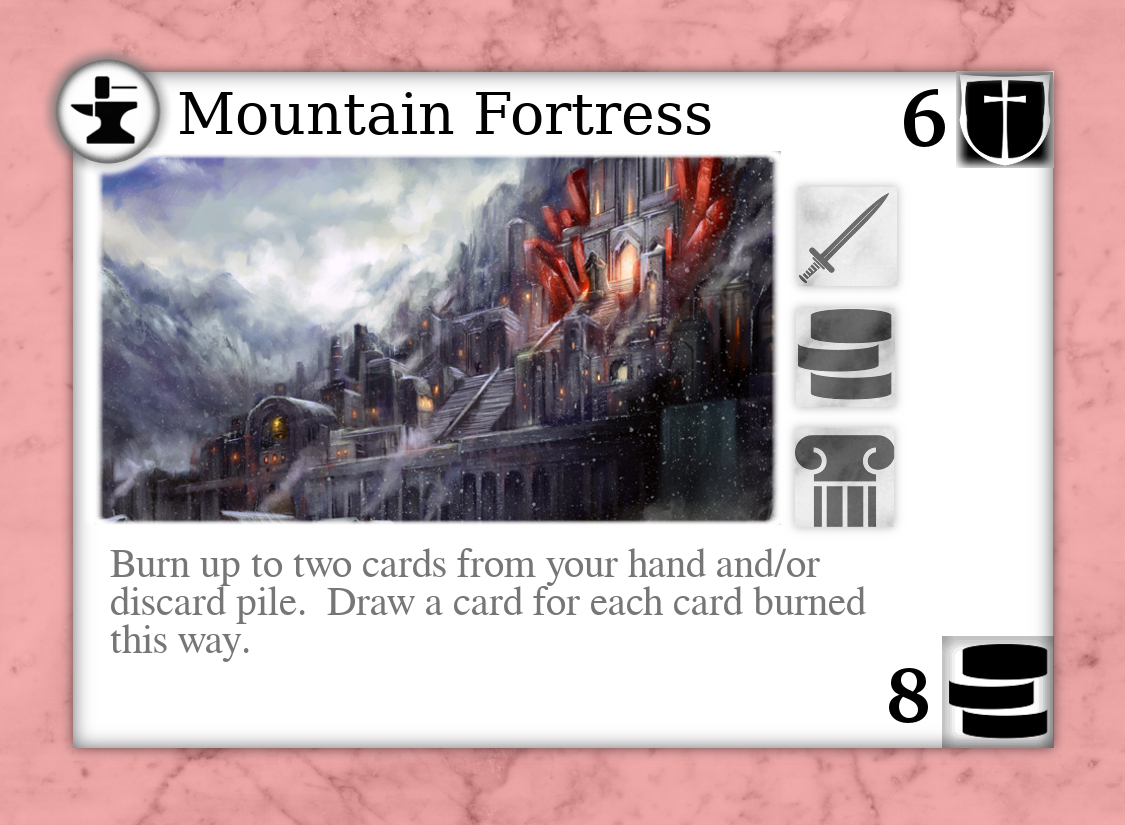 Mountain Fortress
6
Burn up to two cards from your hand and/or
discard pile.  Draw a card for each card burned
this way.
8